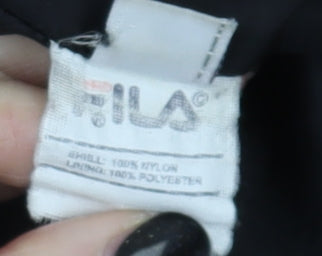 FILA©
SHELL: 100% NYLON
LINING: 100% POLYESTER